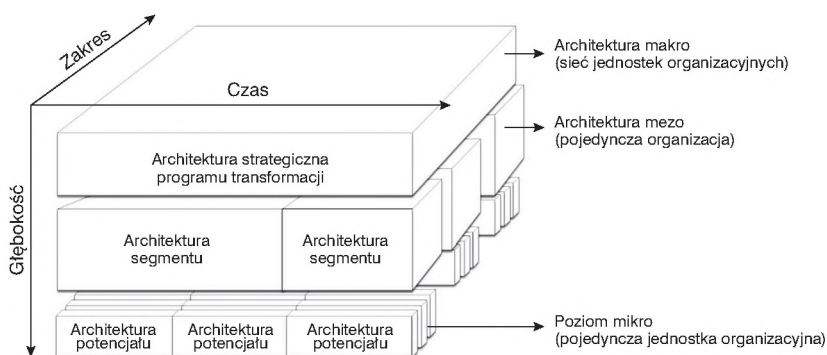 Zakres
Czas
Głębokość
Architektura makro
(sieć jednostek organizacyjnych)
Architektura mezo
(pojedyncza organizacja)
Architektura strategiczna
programu transformacji
Architektura
segmentu
Architektura
segmentu
Architektura
potencjału
Architektura
potencjału
Architektura
potencjału
Poziom mikro
(pojedyncza jednostka organizacyjna)